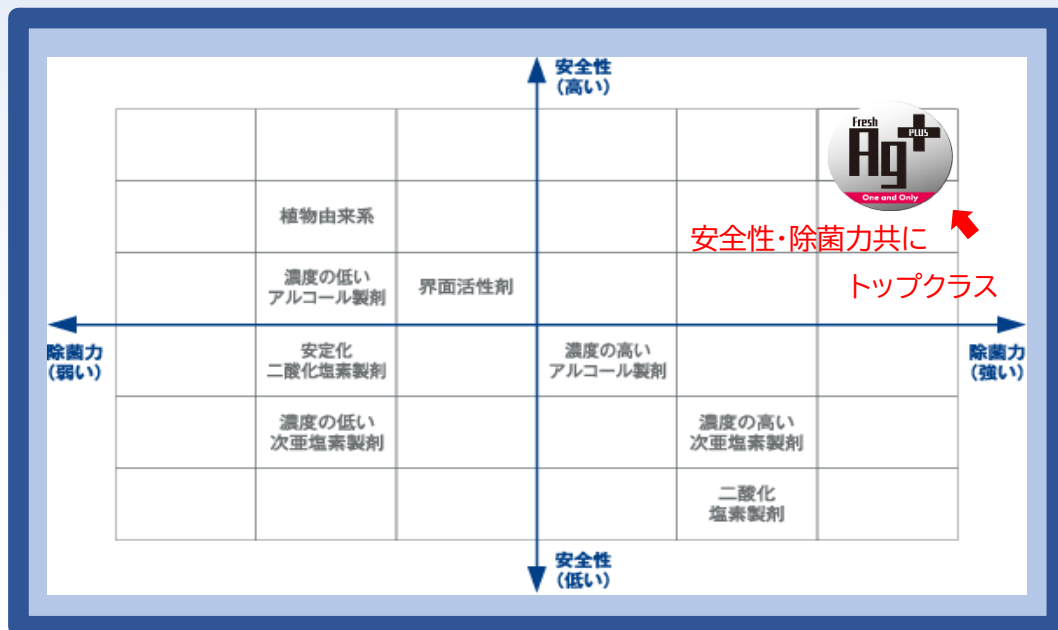 安全性
(高い)
Fresh
Ag+
PLUS
One and Only
植物由来系
安全性・除菌力共に
トップクラス
濃度の低い
アルコール製剤
界面活性剤
除菌力
(弱い)
安定化
二酸化塩素製剤
濃度の高い
アルコール製剤
除菌力
(強い)
濃度の低い
次亜塩素製剤
濃度の高い
次亜塩素製剤
二酸化
塩素製剤
安全性
(低い)